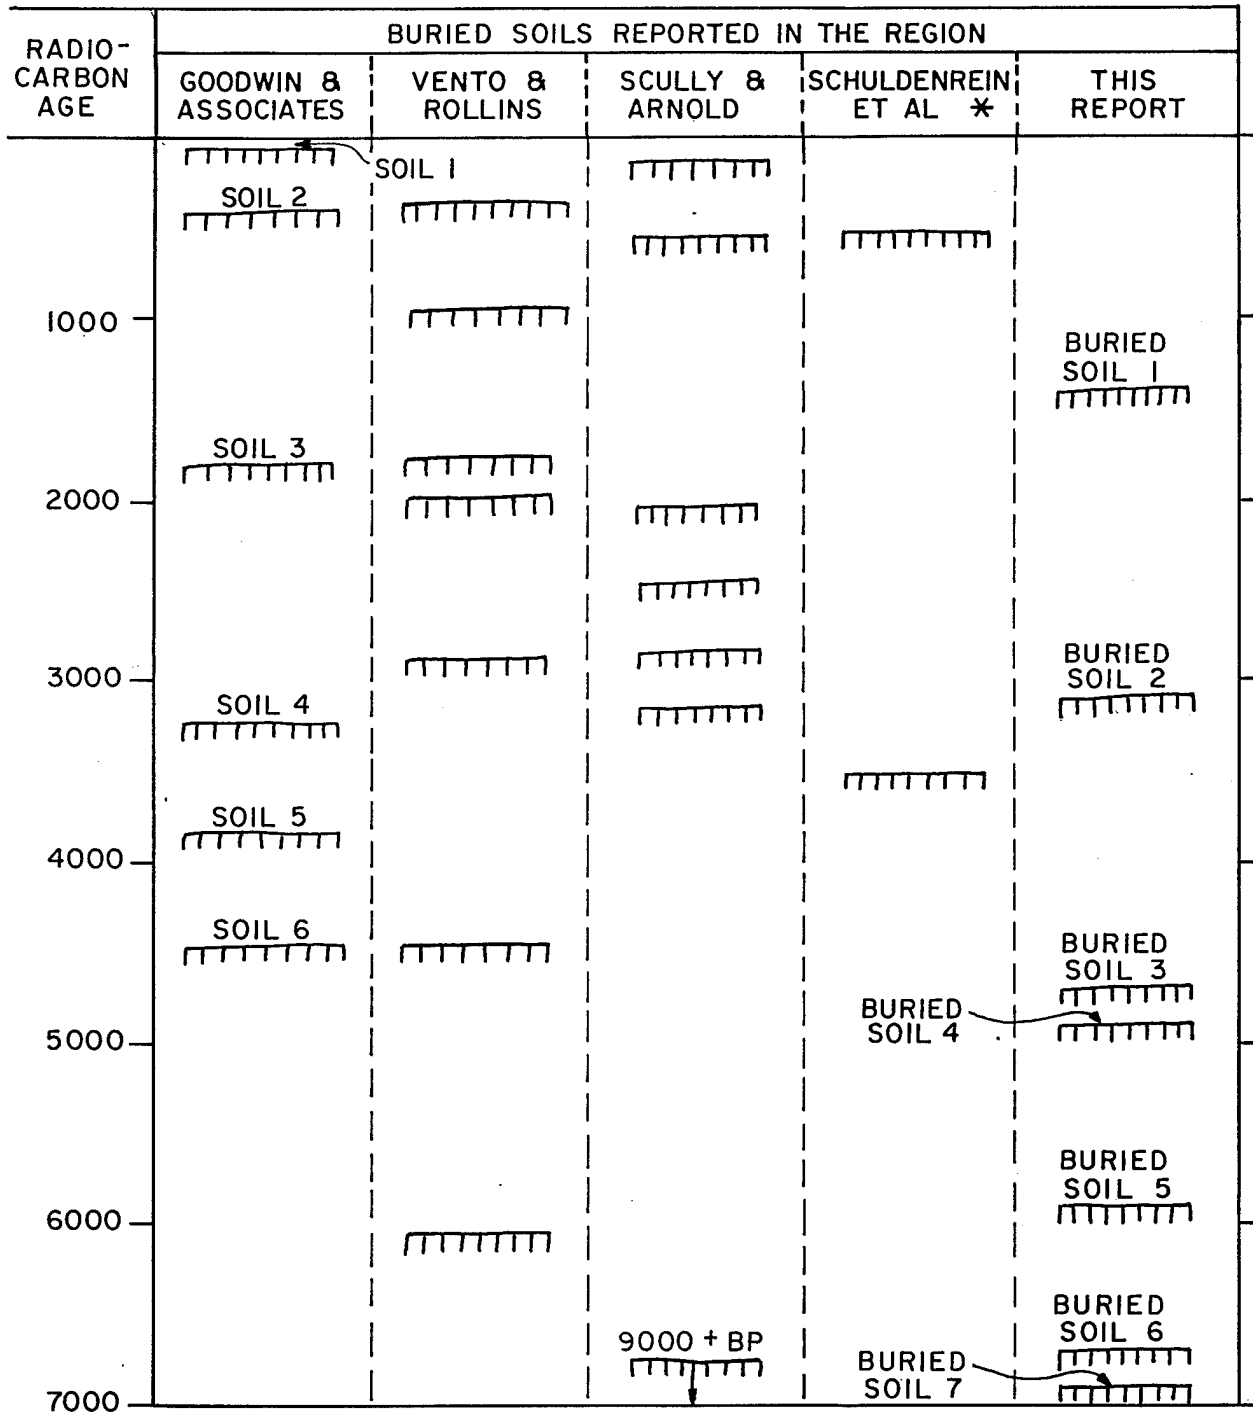 BURIED SOILS REPORTED IN THE REGION
RADIO-
CARBON
AGE
GOODWIN &
ASSOCIATES
VENTO &
ROLLINS
SCULLY &
ARNOLD
SCHULDENREIN
ET AL *
THIS
REPORT
SOIL 1
SOIL 2
1000
BURIED
SOIL 1
SOIL 3
2000
3000
BURIED
SOIL 2
SOIL 4
SOIL 5
4000
SOIL 6
BURIED
SOIL 3
BURIED
SOIL 4
5000
BURIED
SOIL 5
6000
BURIED
SOIL 6
9000 + BP
BURIED
SOIL 7
7000